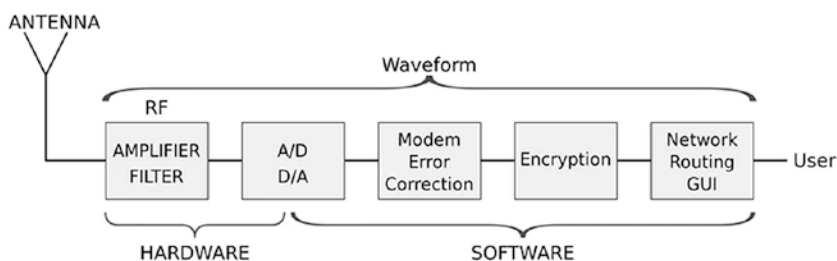 ANTENNA
Waveform
RF
AMPLIFIER
FILTER
A/D
D/A
Modem
Error
Correction
Encryption
Network
Routing
GUI
User
HARDWARE
SOFTWARE